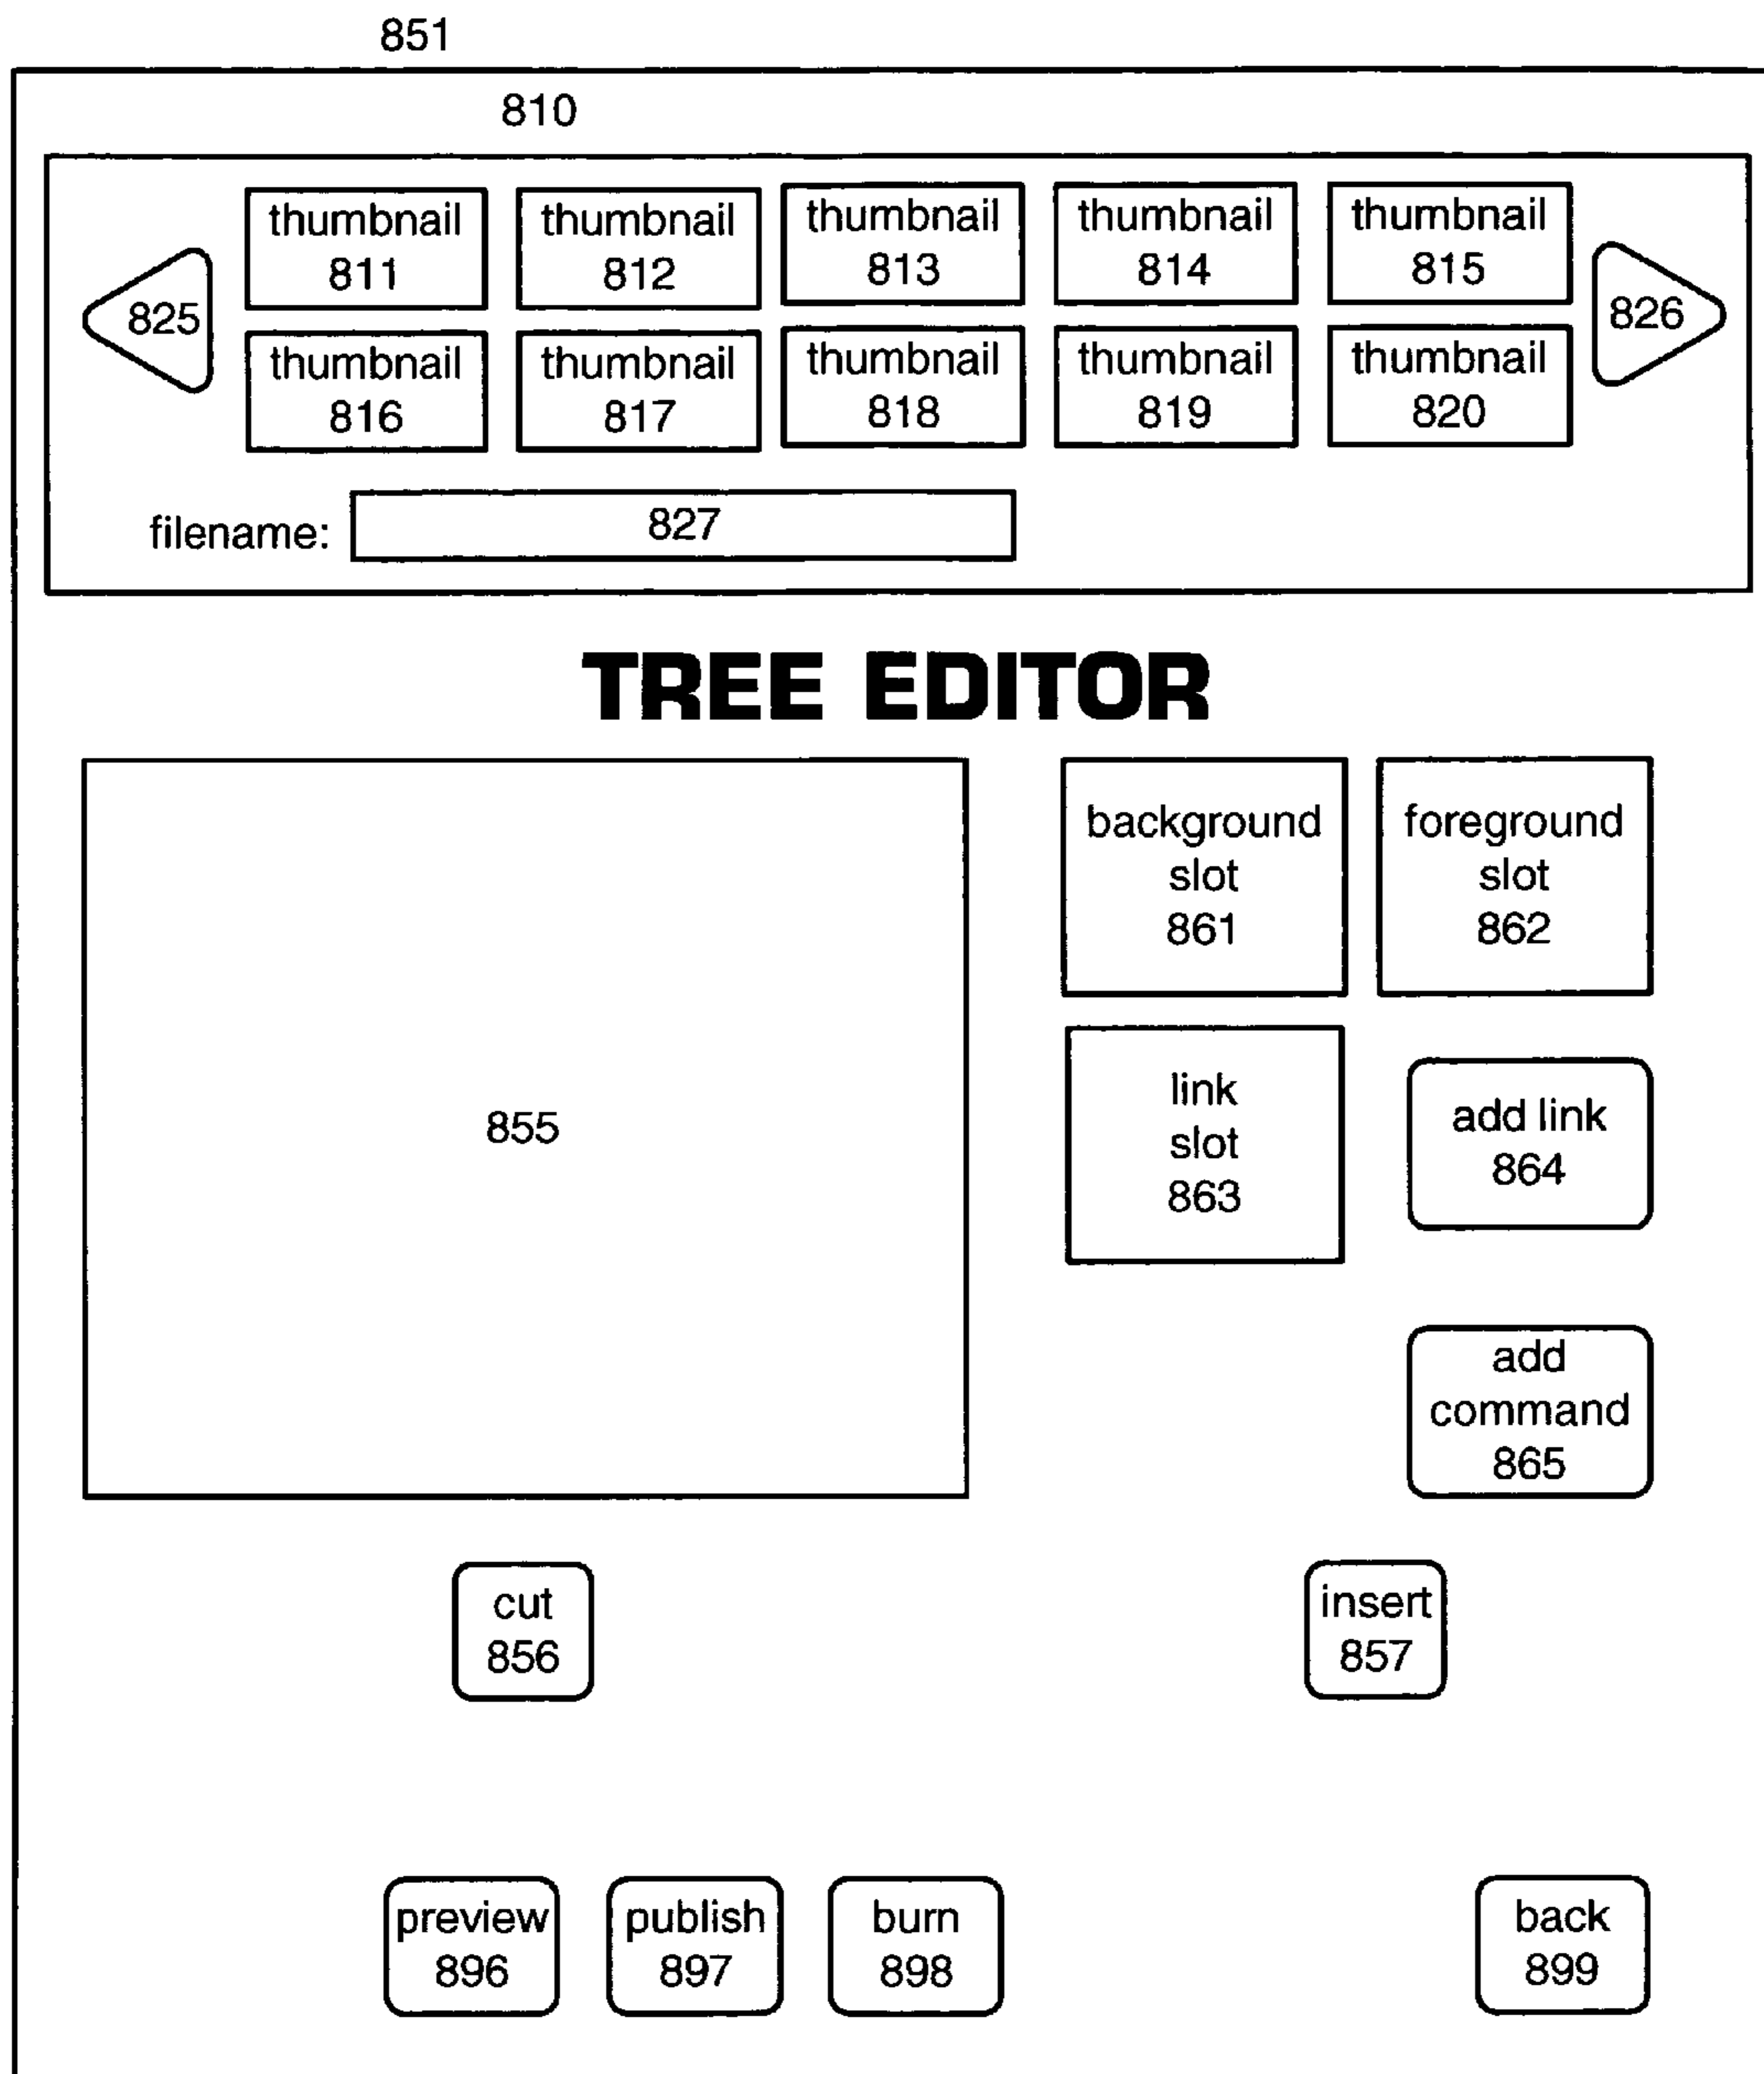 851
810
thumbnail
811
thumbnail
812
thumbnail
813
thumbnail
814
thumbnail
815
825
826
thumbnail
816
thumbnail
817
thumbnail
818
thumbnail
819
thumbnail
820
filename:
827
TREE EDITOR
855
background
slot
861
foreground
slot
862
link
slot
863
add link
864
add
command
865
cut
856
insert
857
preview
896
publish
897
burn
898
back
899